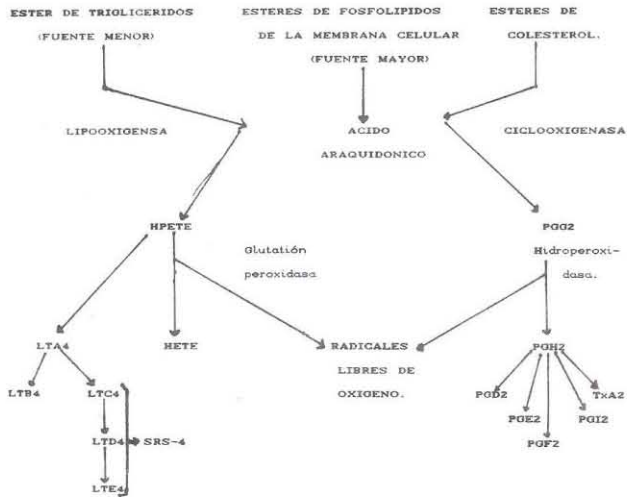 ESTER DE TRIGLICERIDOS
(FUENTE MENOR)
ESTERES DE FOSFOLIPIDOS
DE LA MEMBRANA CELULAR
(FUENTE MAYOR)
ESTERES DE
COLESTEROL.
LIPOOXIGENSA
ACIDO
ARAQUIDONICO
CICLOOXIGENASA
HPETE
PGG2
Glutatión
peroxidasa
Hidroperoxi-
dasa.
LTA4
HETE
RADICALES
LIBRES DE
OXIGENO.
PGH2
LTB4
LTC4
PGD2
TxA2
PGE2
PGI2
PGF2
LTD4
SRS-4
LTE4